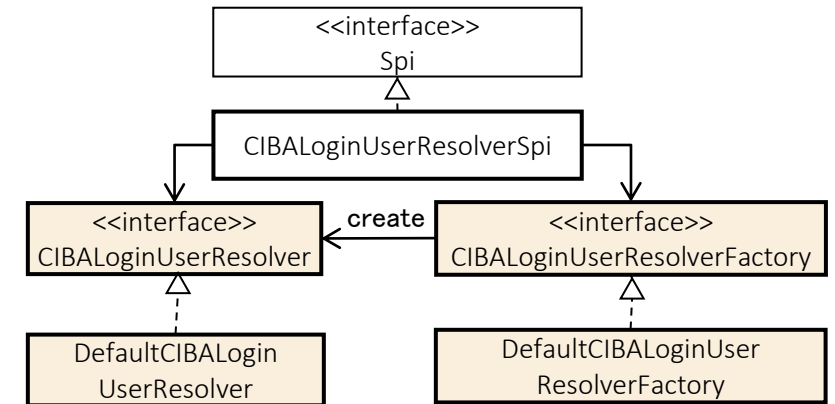 <<interface>>
Spi
CIBALoginUserResolverSpi
<<interface>>
CIBALoginUserResolver
create
<<interface>>
CIBALoginUserResolverFactory
DefaultCIBALogin
UserResolver
DefaultCIBALoginUser
ResolverFactory